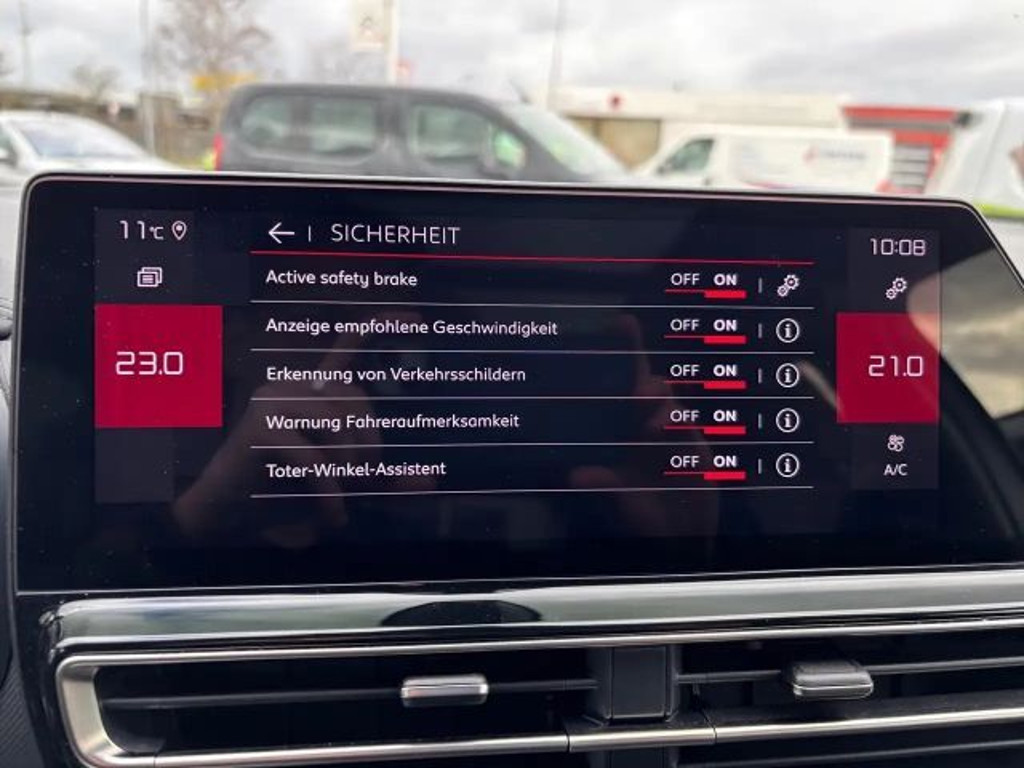 11°C
SICHERHEIT
10:08
Active safety brake OFF ON
Anzeige empfohlene Geschwindigkeit OFF ON
23.0
21.0
Erkennung von Verkehrsschildern OFF ON
Warnung Fahreraufmerksamkeit OFF ON
Toter-Winkel-Assistent OFF ON
A/C